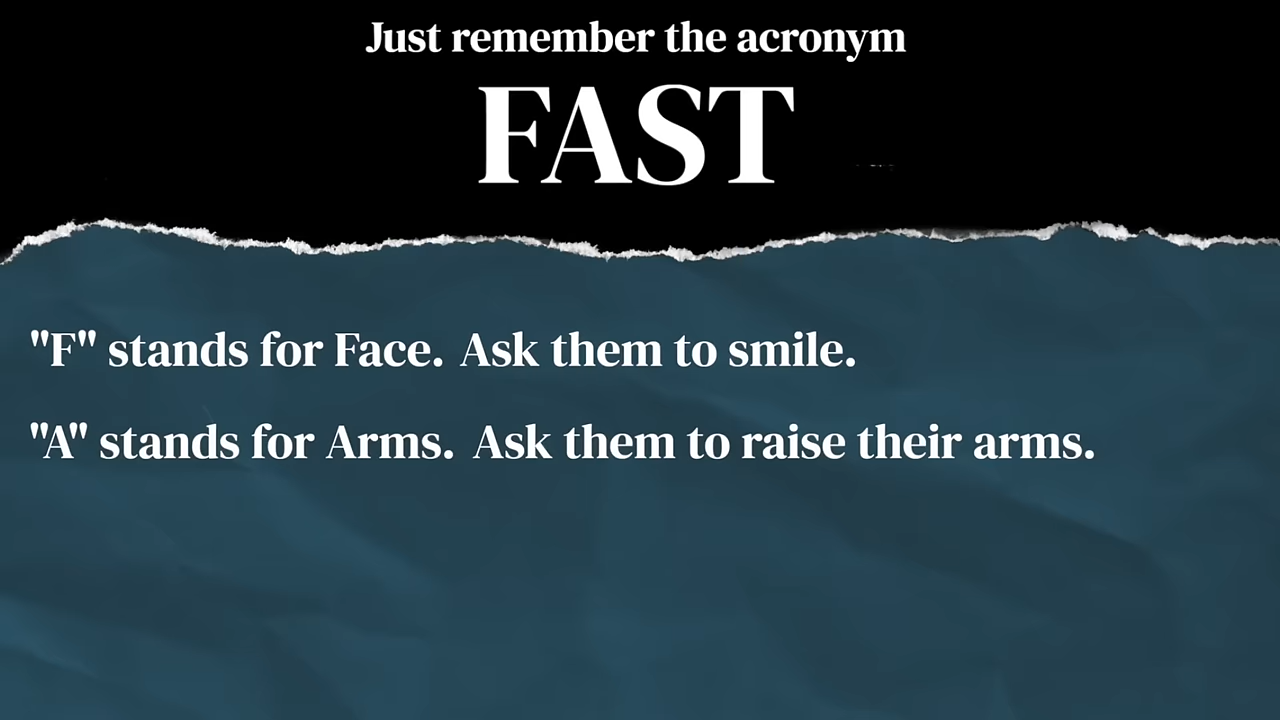 Just remember the acronym
FAST
"F" stands for Face.  Ask them to smile.
"A" stands for Arms.  Ask them to raise their arms.